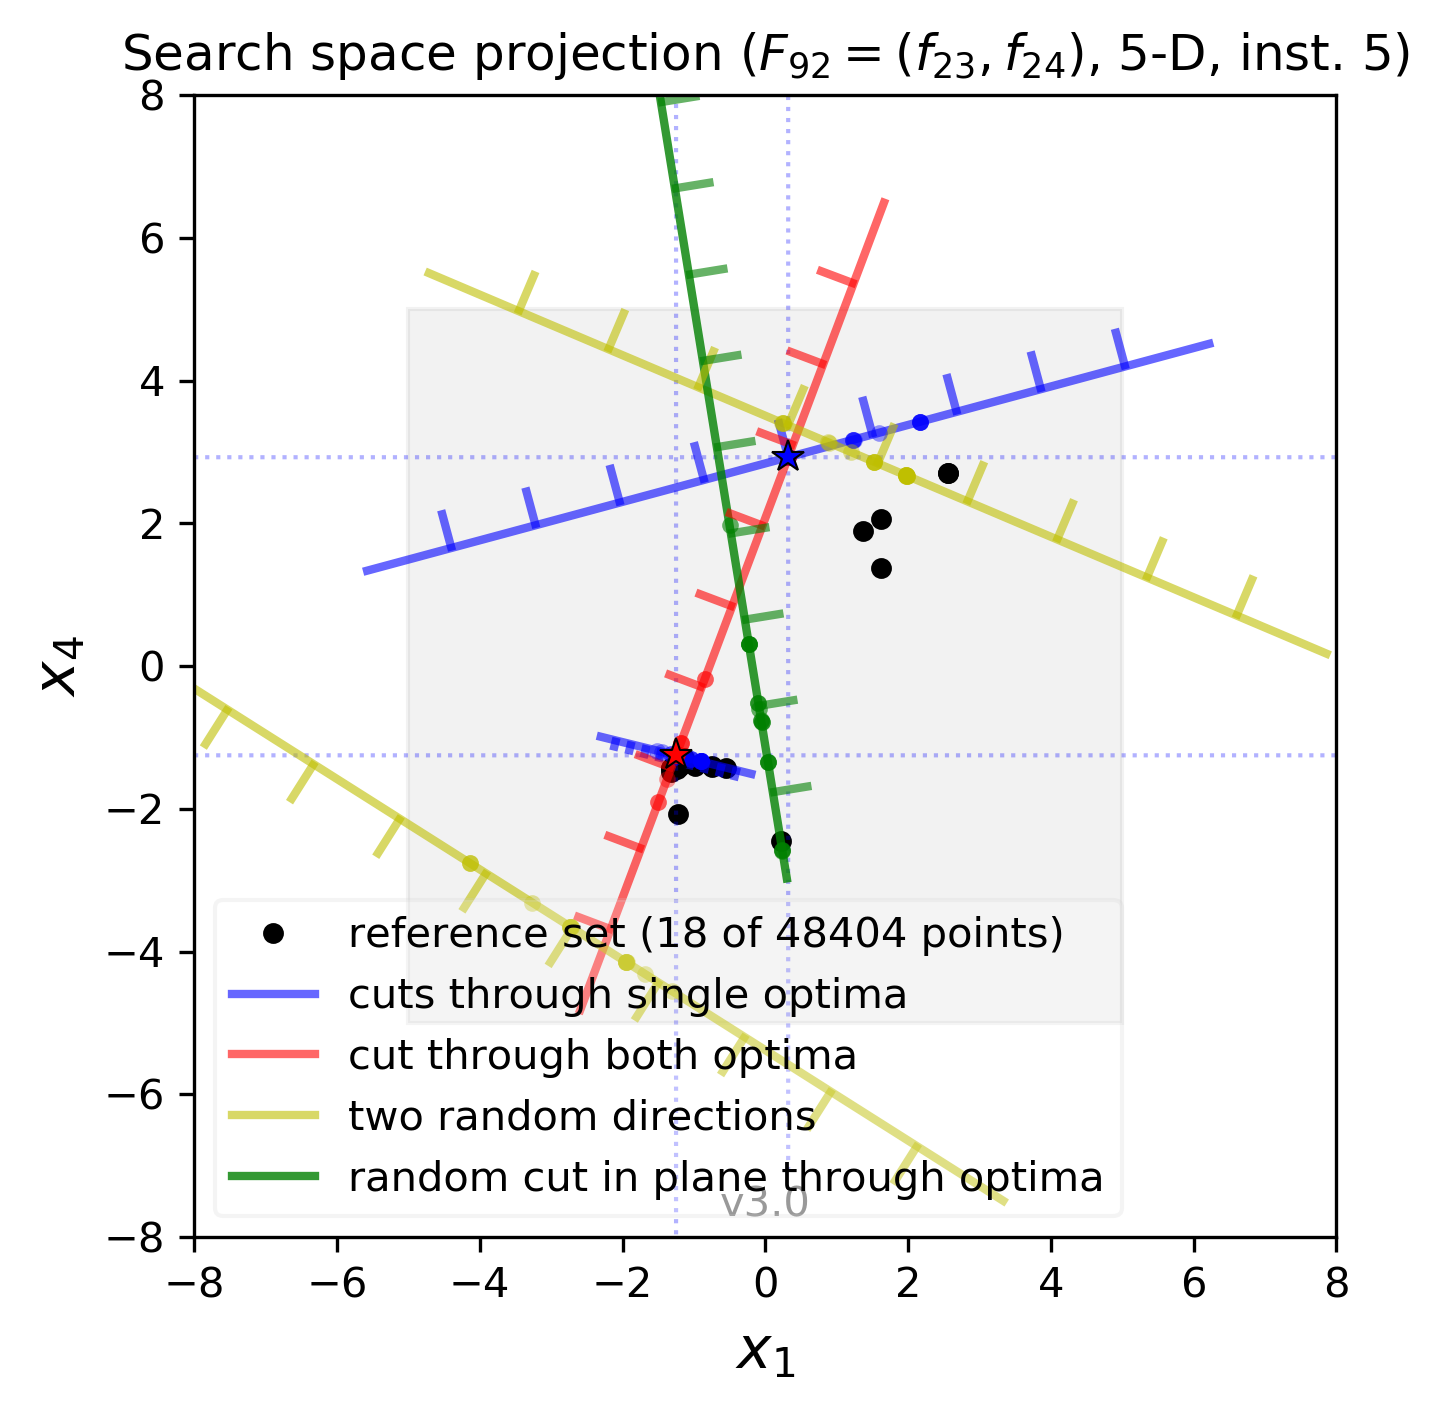 Search space projection (F92 = (f23, f24), 5-D, inst. 5)
8
6
4
2
0
−2
−4
−6
−8
x4
reference set (18 of 48404 points)
cuts through single optima
cut through both optima
two random directions
random cut in plane through optima
v3.0
−8 −6 −4 −2 0 2 4 6 8
x1